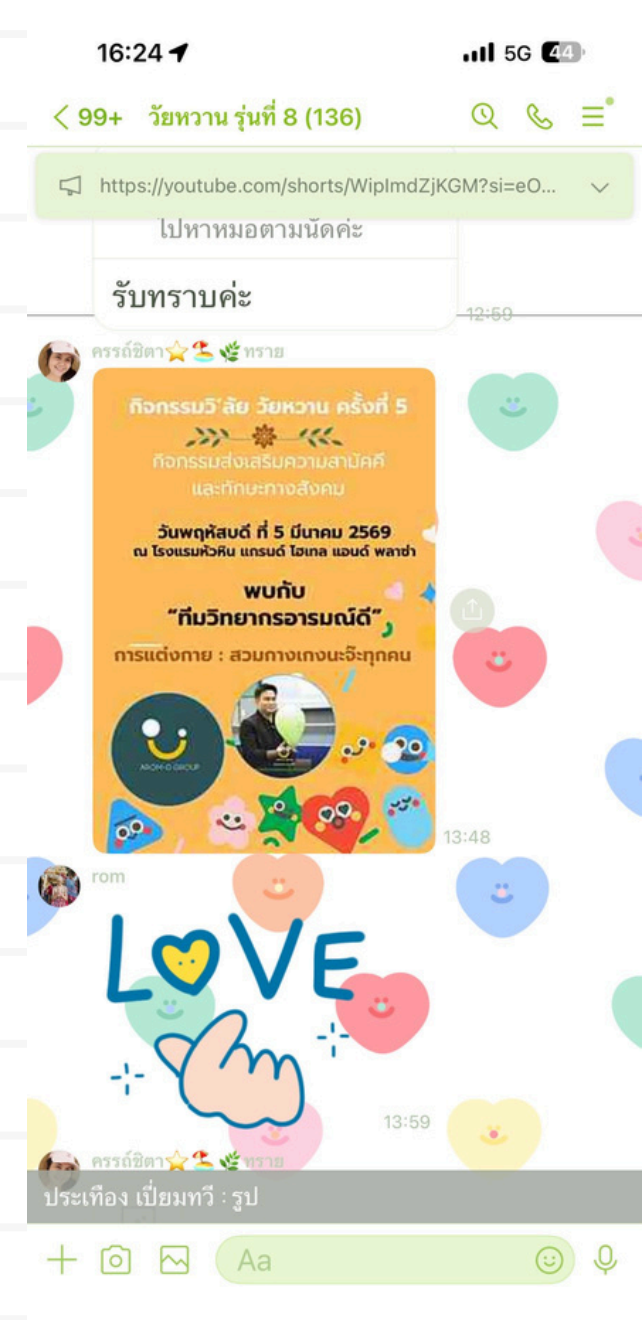 16:24
5G 44
99+ วัยหวาน รุ่นที่ 8 (136)
https://youtube.com/shorts/WipImdZjKGM?si=eO...
ไปหาหมอตามนัดค่ะ
รับทราบค่ะ
12:59
ครรถ์ชิตา⭐🏖️🌿ทราย
กิจกรรมวิ'ลัย วัยหวาน ครั้งที่ 5
กิจกรรมส่งเสริมความสามัคคี
และทักษะทางสังคม
วันพฤหัสบดี ที่ 5 มีนาคม 2569
ณ โรงแรมหัวหิน แกรนด์ โฮเทล แอนด์ พลาซ่า
พบกับ
“ทีมวิทยากรอารมณ์ดี”
การแต่งกาย : สวมกางเกงนะจ๊ะทุกคน
AROM-D GROUP
13:48
rom
LOVE
13:59
ครรถ์ชิตา⭐🏖️🌿ทราย
ประเทือง เปี่ยมทวี : รูป
Aa